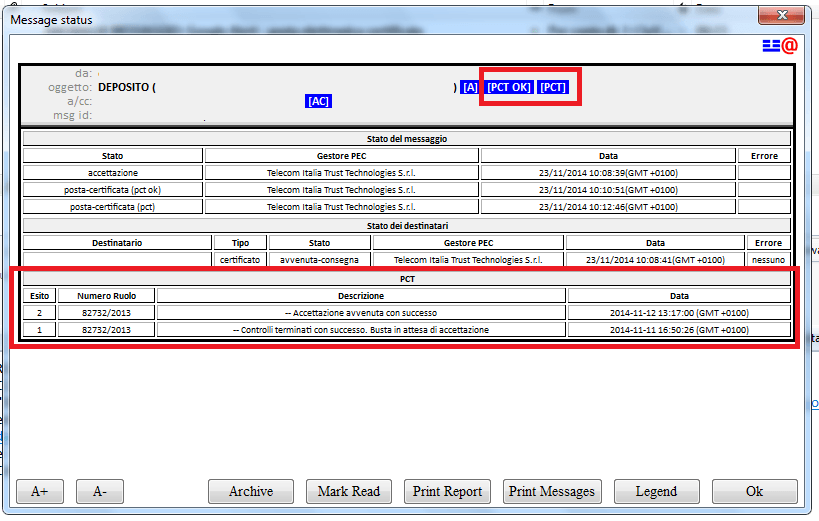 Message status
@
da:
oggetto: DEPOSITO ( ) [A] [PCT OK] [PCT]
a/cc: [AC]
msg id:
Stato del messaggio
Stato Gestore PEC Data Errore
accettazione Telecom Italia Trust Technologies S.r.l. 23/11/2014 10:08:39(GMT +0100)
posta-certificata (pct ok) Telecom Italia Trust Technologies S.r.l. 23/11/2014 10:10:51(GMT +0100)
posta-certificata (pct) Telecom Italia Trust Technologies S.r.l. 23/11/2014 10:12:46(GMT +0100)
Stato dei destinatari
Destinatario Tipo Stato Gestore PEC Data Errore
certificato avvenuta-consegna Telecom Italia Trust Technologies S.r.l. 23/11/2014 10:08:41(GMT +0100) nessuno
PCT
Esito Numero Ruolo Descrizione Data
2 82732/2013 -- Accettazione avvenuta con successo 2014-11-12 13:17:00 (GMT +0100)
1 82732/2013 -- Controlli terminati con successo. Busta in attesa di accettazione 2014-11-11 16:50:26 (GMT +0100)
A+ A- Archive Mark Read Print Report Print Messages Legend Ok